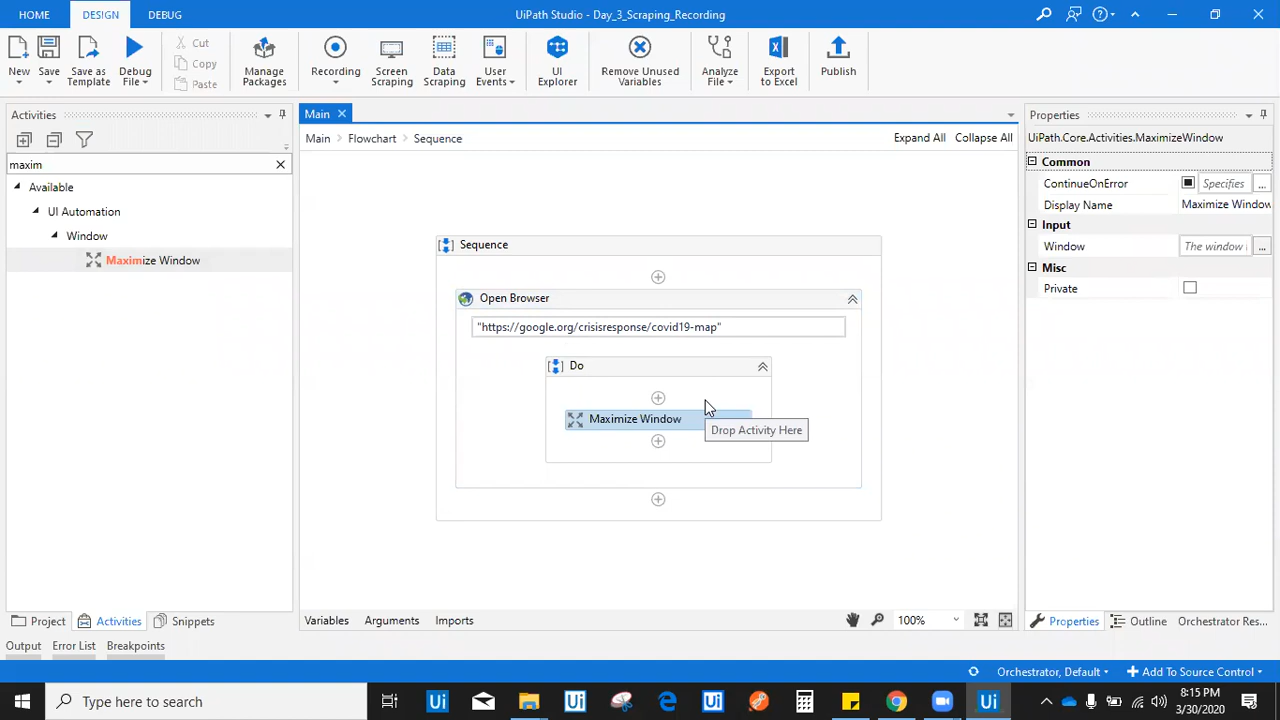 HOME DESIGN DEBUG UiPath Studio - Day_3_Scraping_Recording
New Save Save as Template Debug File Cut Copy Paste Manage Packages Recording Screen Scraping Data Scraping User Events UI Explorer Remove Unused Variables Analyze File Export to Excel Publish
Activities
maxim
Available
UI Automation
Window
Maximize Window
Main
Main Flowchart Sequence Expand All Collapse All
Sequence
Open Browser
"https://google.org/crisisresponse/covid19-map"
Do
Maximize Window
Drop Activity Here
Properties
UiPath.Core.Activities.MaximizeWindow
Common
ContinueOnError Specifies ...
Display Name Maximize Window
Input
Window The window ...
Misc
Private
Project Activities Snippets
Variables Arguments Imports 100%
Properties Outline Orchestrator Res...
Output Error List Breakpoints
Orchestrator, Default Add To Source Control
Type here to search
8:15 PM
3/30/2020